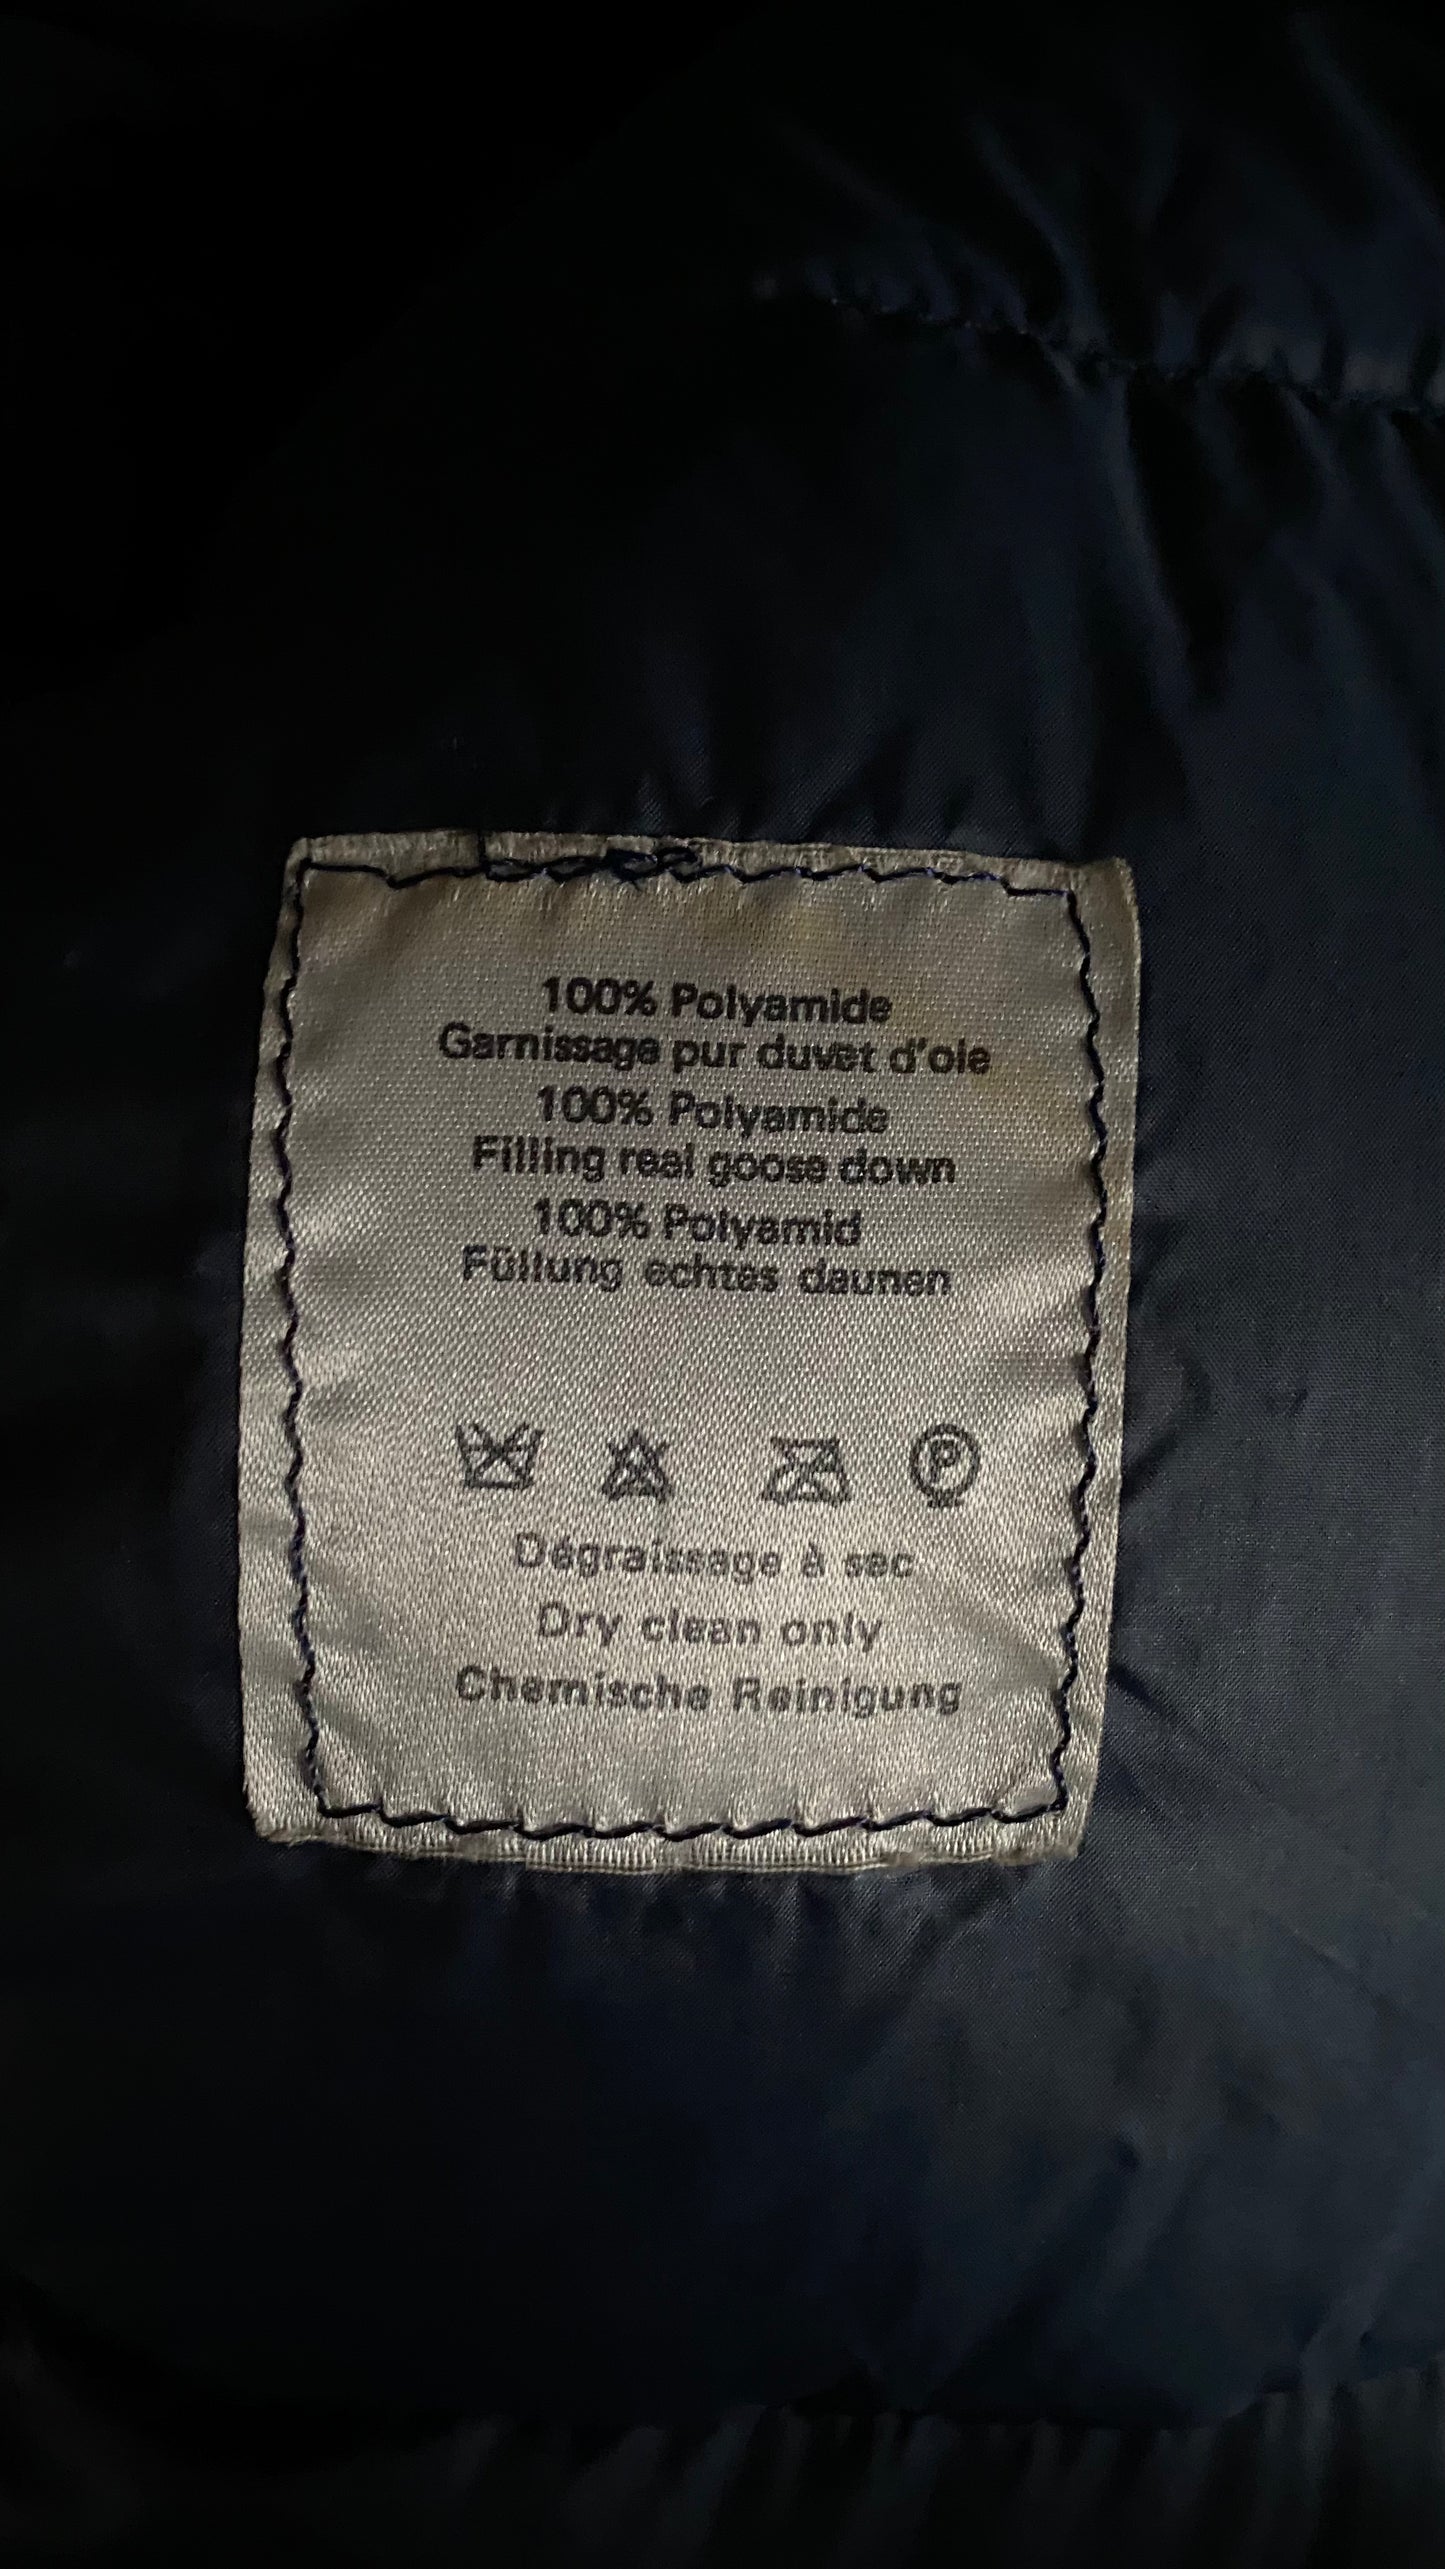 100% Polyamide
Garnissage pur duvet d'oie
100% Polyamide
Filling real goose down
100% Polyamid
Füllung echtes daunen
P
Dégraissage à sec
Dry clean only
Chemische Reinigung